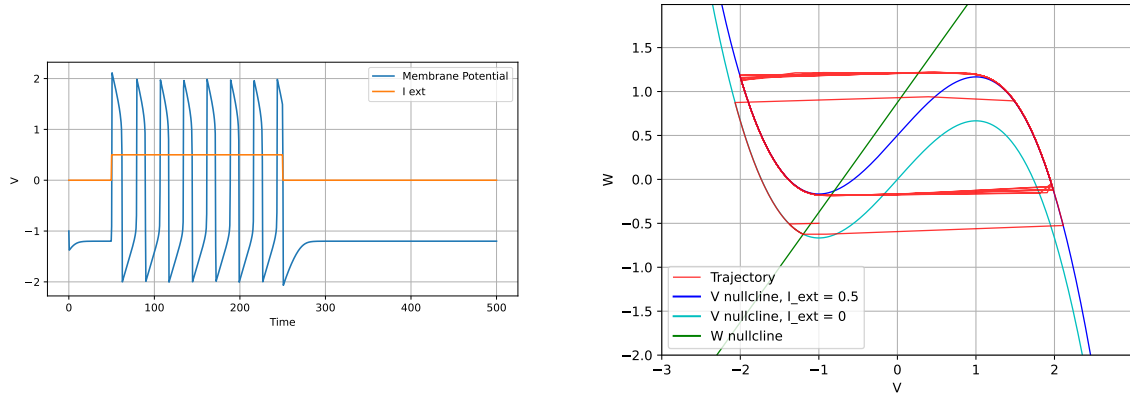 2
1
0
−1
−2
V
Membrane Potential
I ext
0
100
200
300
400
500
Time
1.5
1.0
0.5
0.0
−0.5
−1.0
−1.5
−2.0
W
Trajectory
V nullcline, I_ext = 0.5
V nullcline, I_ext = 0
W nullcline
−3
−2
−1
0
1
2
V